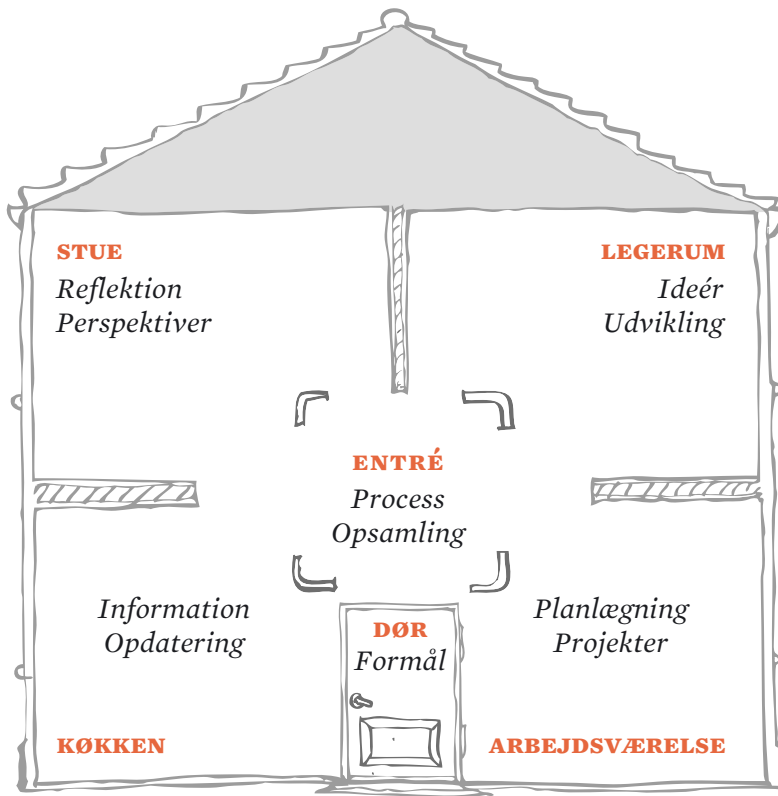 STUE
Reflektion
Perspektiver
LEGERUM
Ideér
Udvikling
ENTRÉ
Process
Opsamling
Information
Opdatering
KØKKEN
DØR
Formål
Planlægning
Projekter
ARBEJDSVÆRELSE